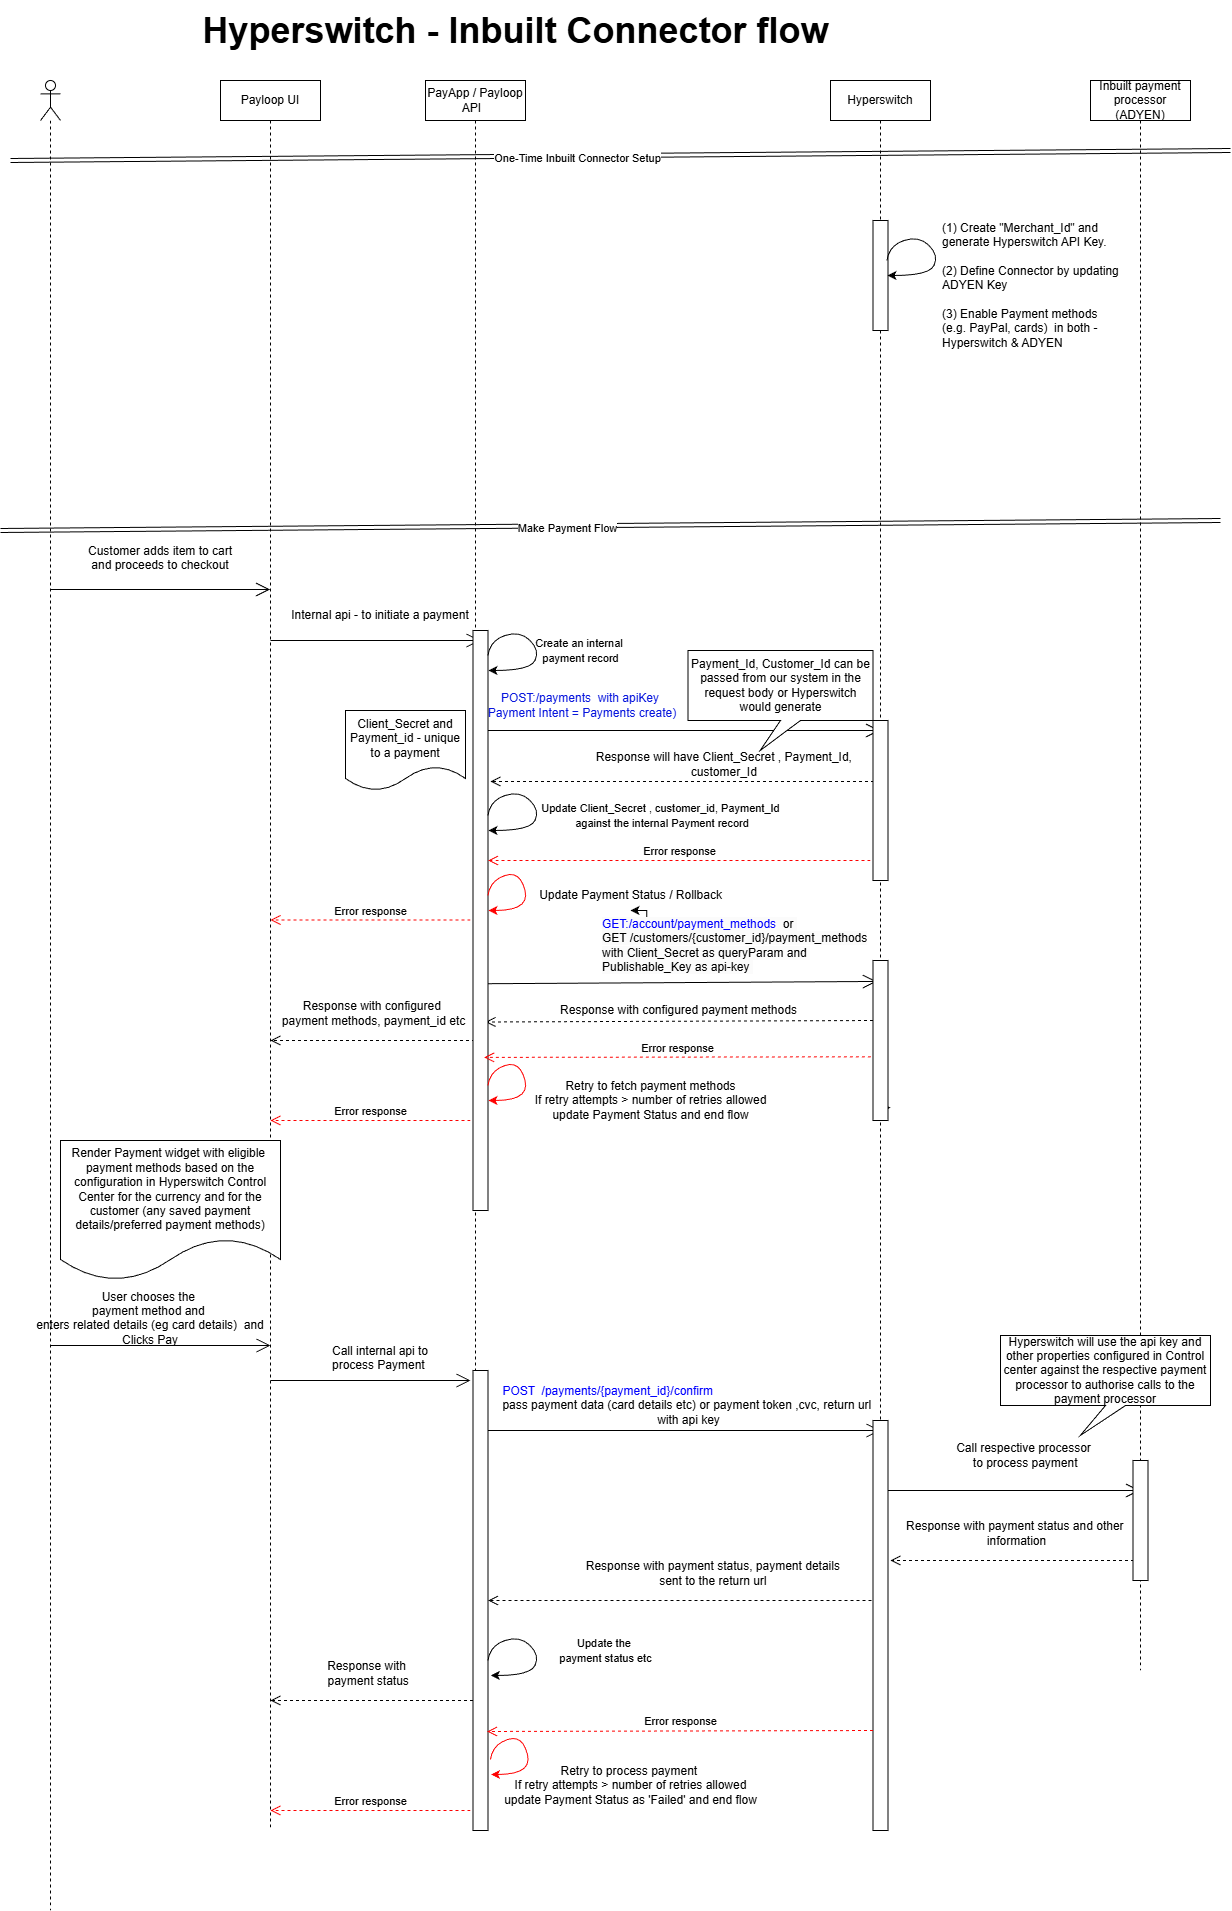 Hyperswitch - Inbuilt Connector flow
Payloop UI
PayApp / Payloop
API
Hyperswitch
Inbuilt payment
processor
(ADYEN)
One-Time Inbuilt Connector Setup
(1) Create "Merchant_Id" and
generate Hyperswitch API Key.
(2) Define Connector by updating
ADYEN Key
(3) Enable Payment methods
(e.g. PayPal, cards)  in both -
Hyperswitch & ADYEN
Make Payment Flow
Customer adds item to cart
and proceeds to checkout
Internal api - to initiate a payment
Create an internal
payment record
Payment_Id, Customer_Id can be
passed from our system in the
request body or Hyperswitch
would generate
POST:/payments  with apiKey
Payment Intent = Payments create)
Client_Secret and
Payment_id - unique
to a payment
Response will have Client_Secret , Payment_Id,
customer_Id
Update Client_Secret , customer_id, Payment_Id
against the internal Payment record
Error response
Update Payment Status / Rollback
Error response
GET:/account/payment_methods  or
GET /customers/{customer_id}/payment_methods
with Client_Secret as queryParam and
Publishable_Key as api-key
Response with configured
payment methods, payment_id etc
Response with configured payment methods
Error response
Retry to fetch payment methods
If retry attempts > number of retries allowed
update Payment Status and end flow
Error response
Render Payment widget with eligible
payment methods based on the
configuration in Hyperswitch Control
Center for the currency and for the
customer (any saved payment
details/preferred payment methods)
User chooses the
payment method and
enters related details (eg card details)  and
Clicks Pay
Call internal api to
process Payment
Hyperswitch will use the api key and
other properties configured in Control
center against the respective payment
processor to authorise calls to the
payment processor
POST  /payments/{payment_id}/confirm
pass payment data (card details etc) or payment token ,cvc, return url
with api key
Call respective processor
to process payment
Response with payment status and other
information
Response with payment status, payment details
sent to the return url
Update the
payment status etc
Response with
payment status
Error response
Retry to process payment
If retry attempts > number of retries allowed
update Payment Status as 'Failed' and end flow
Error response